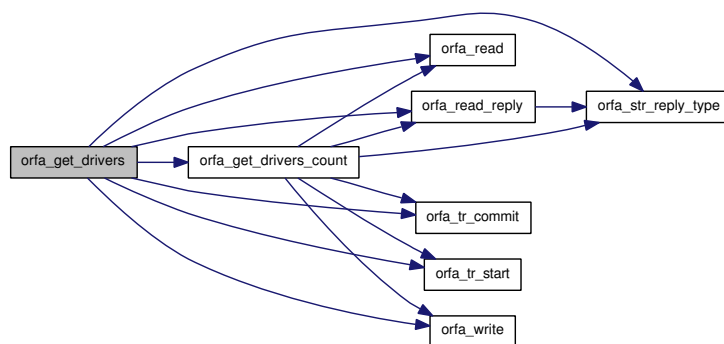 orfa_read
orfa_read_reply
orfa_str_reply_type
orfa_get_drivers
orfa_get_drivers_count
orfa_tr_commit
orfa_tr_start
orfa_write